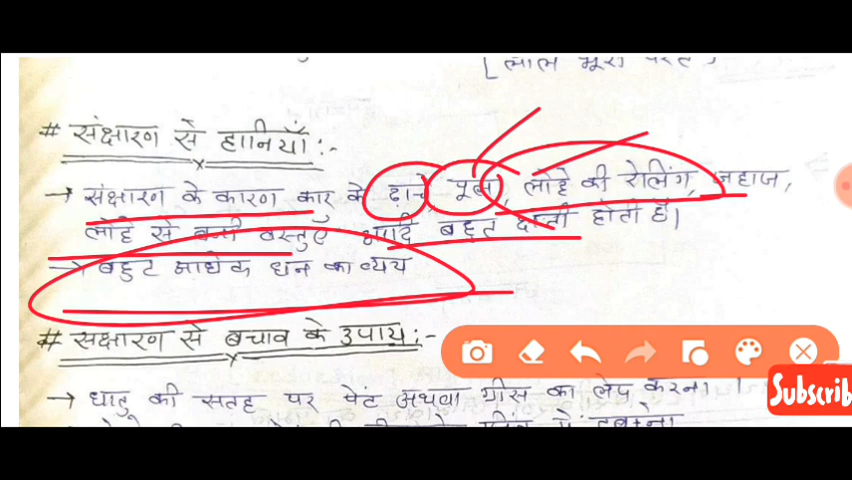 [लाल भूरी परत
# संक्षारण से हानियाँ :-
→ संक्षारण के कारण कार के ढ़ाचे पूल, लोहे की रेलिंग, जहाज,
लोहे से बनी वस्तुएँ आदि बहुत होती है।
→ बहुट अधिक धन का व्यय
# सक्षारण से बचाव के उपाय :-
→ धातू की सतह पर पेंट अथवा ग्रीस का लेप करना।
Subscrib